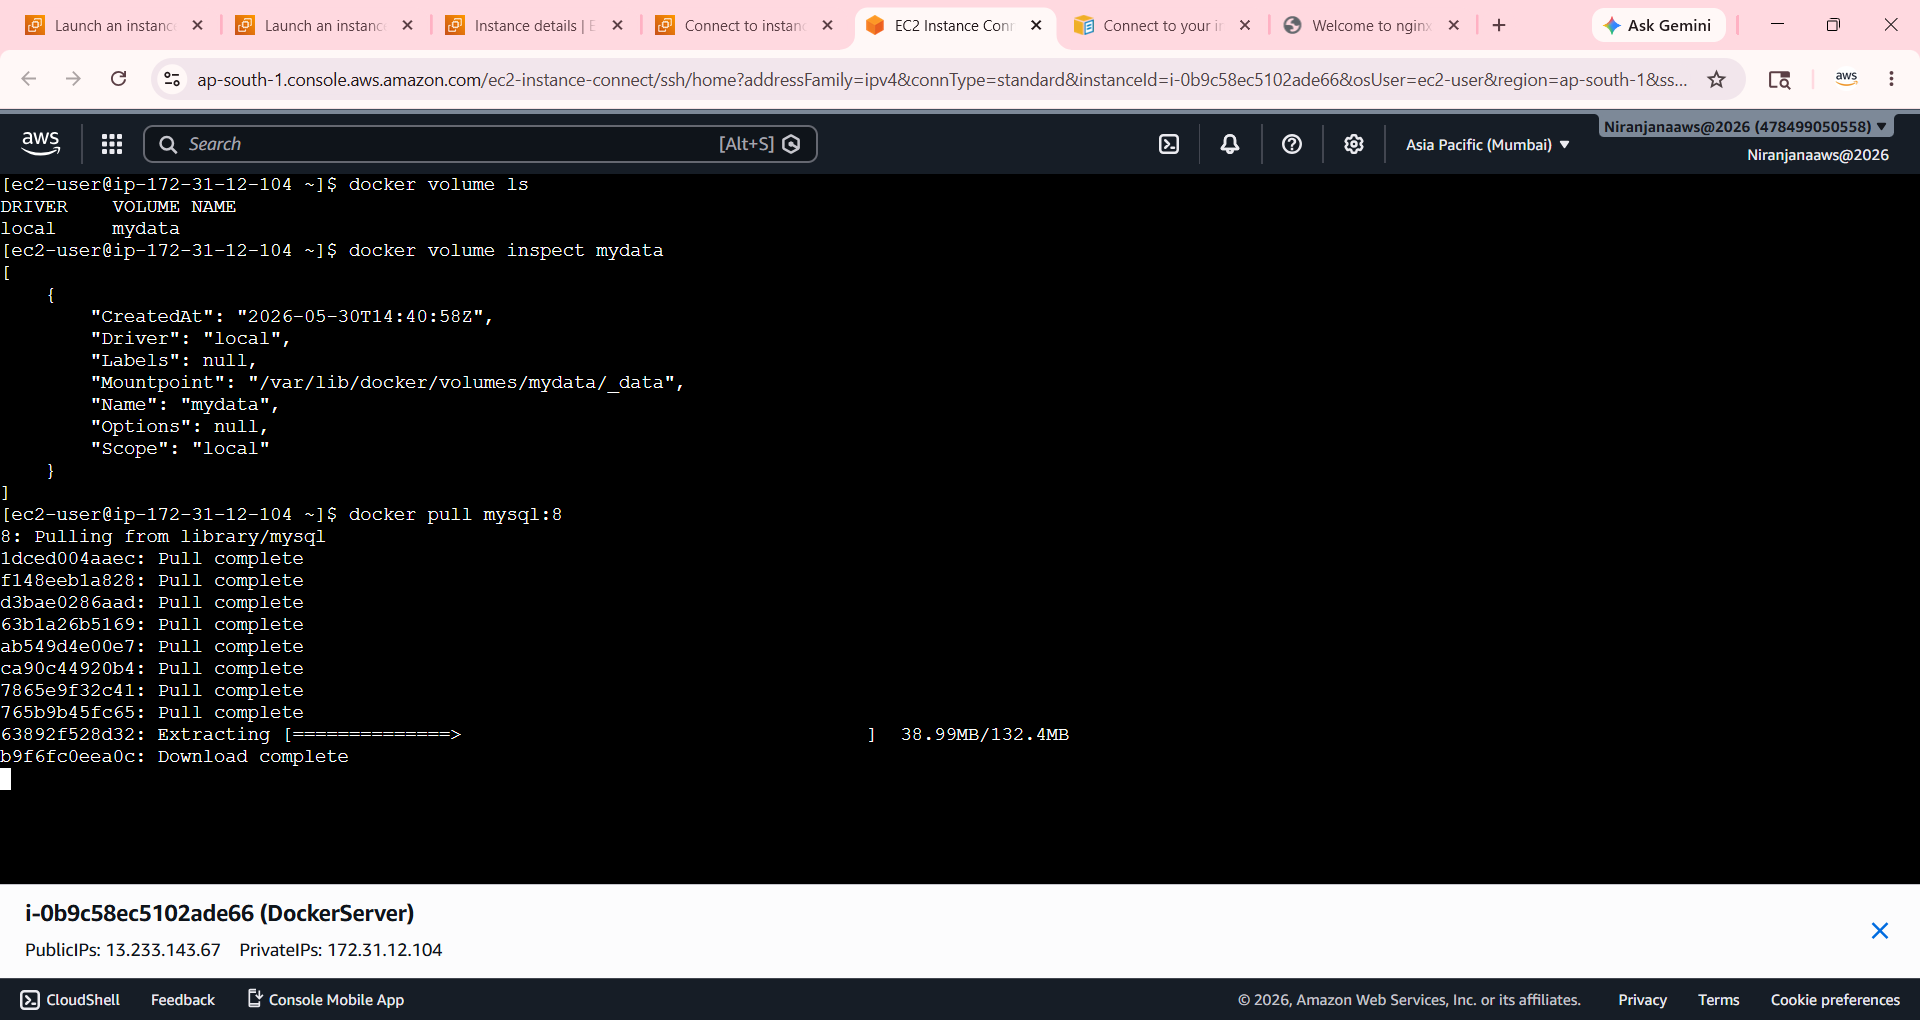 Launch an instanc
Launch an instanc
Instance details | E
Connect to instanc
EC2 Instance Conn
Connect to your in
Welcome to nginx
Ask Gemini
ap-south-1.console.aws.amazon.com/ec2-instance-connect/ssh/home?addressFamily=ipv4&connType=standard&instanceId=i-0b9c58ec5102ade66&osUser=ec2-user&region=ap-south-1&ss...
aws
aws
Search
[Alt+S]
Asia Pacific (Mumbai)
Niranjanaaws@2026 (478499050558)
Niranjanaaws@2026
[ec2-user@ip-172-31-12-104 ~]$ docker volume ls
DRIVER    VOLUME NAME
local     mydata
[ec2-user@ip-172-31-12-104 ~]$ docker volume inspect mydata
[
    {
        "CreatedAt": "2026-05-30T14:40:58Z",
        "Driver": "local",
        "Labels": null,
        "Mountpoint": "/var/lib/docker/volumes/mydata/_data",
        "Name": "mydata",
        "Options": null,
        "Scope": "local"
    }
]
[ec2-user@ip-172-31-12-104 ~]$ docker pull mysql:8
8: Pulling from library/mysql
1dced004aaec: Pull complete
f148eeb1a828: Pull complete
d3bae0286aad: Pull complete
63b1a26b5169: Pull complete
ab549d4e00e7: Pull complete
ca90c44920b4: Pull complete
7865e9f32c41: Pull complete
765b9b45fc65: Pull complete
63892f528d32: Extracting [==============>                                    ]  38.99MB/132.4MB
b9f6fc0eea0c: Download complete
i-0b9c58ec5102ade66 (DockerServer)
PublicIPs: 13.233.143.67    PrivateIPs: 172.31.12.104
CloudShell
Feedback
Console Mobile App
© 2026, Amazon Web Services, Inc. or its affiliates.
Privacy
Terms
Cookie preferences